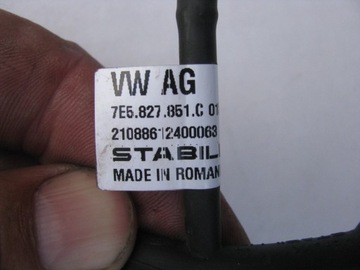 VW AG
7E5.827.851.C 01
21088612400063
STABIL
MADE IN ROMAN